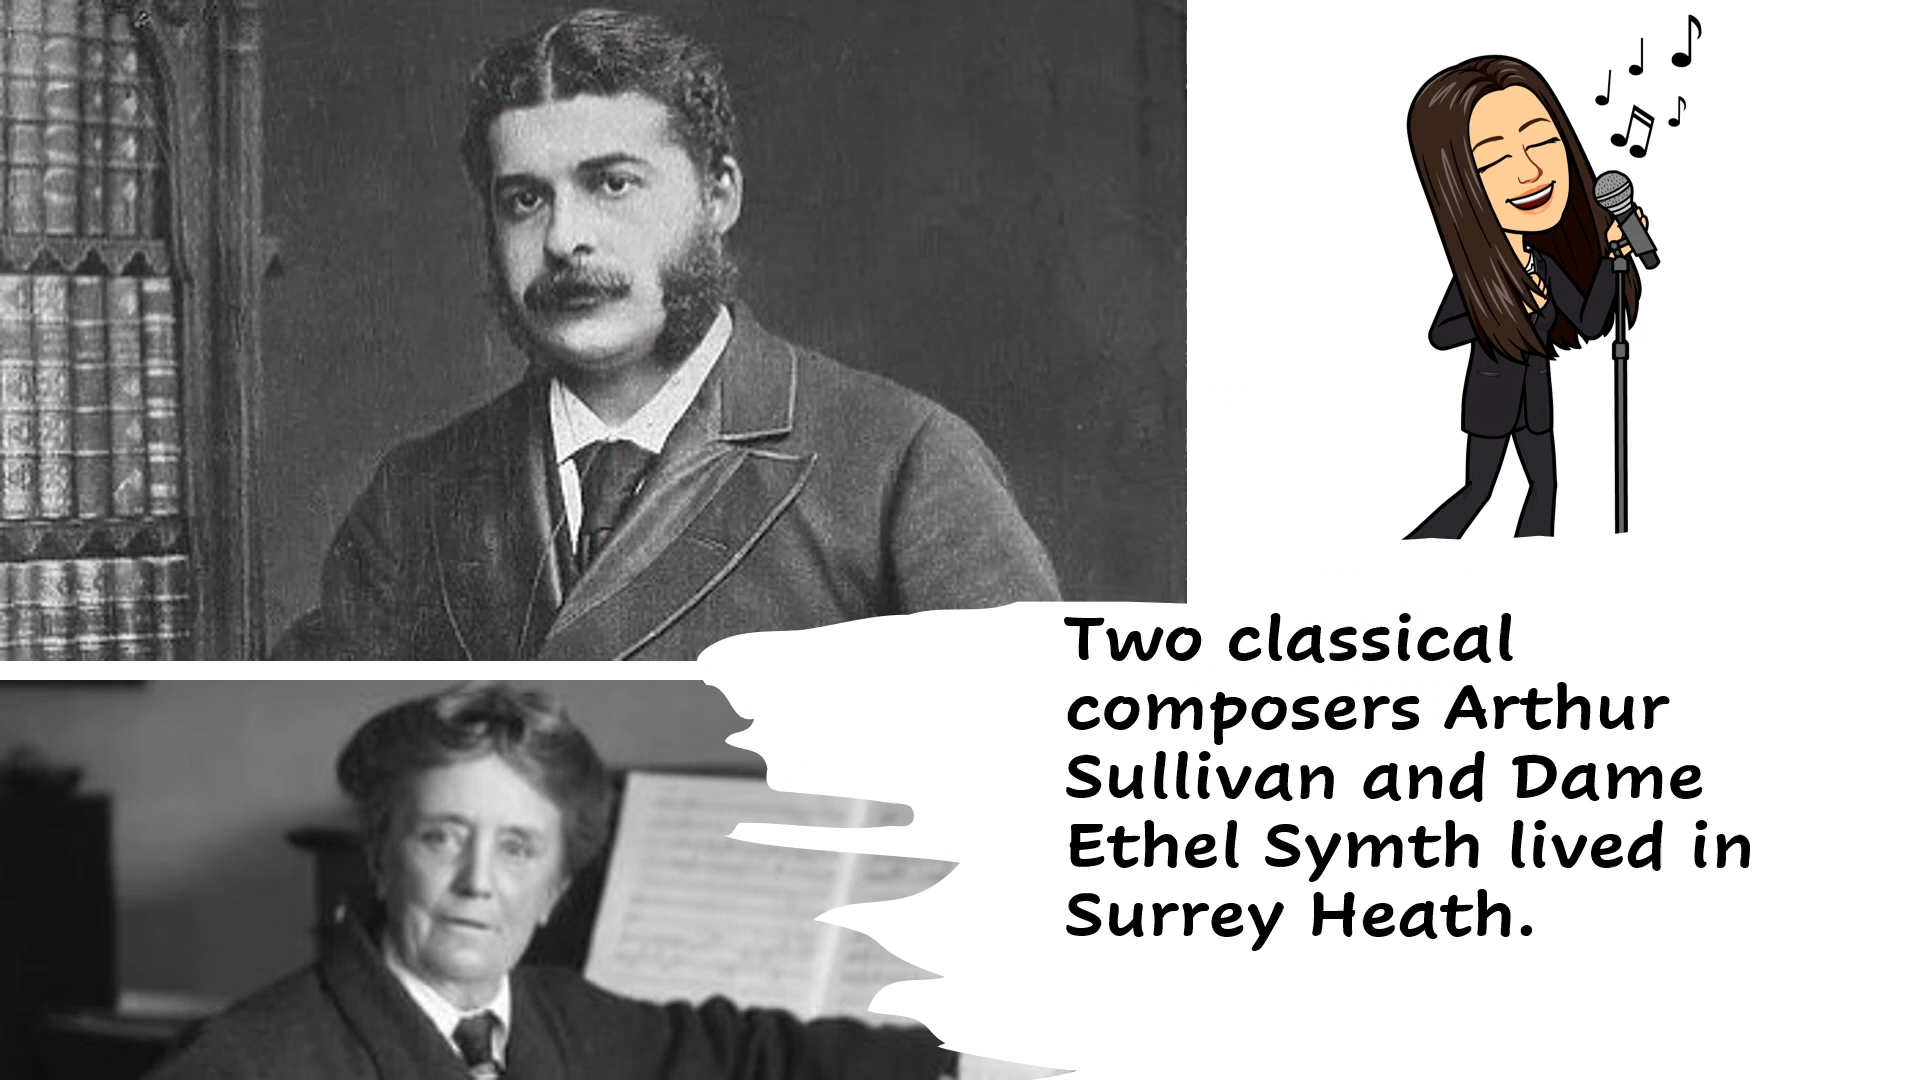 Two classical
composers Arthur
Sullivan and Dame
Ethel Symth lived in
Surrey Heath.